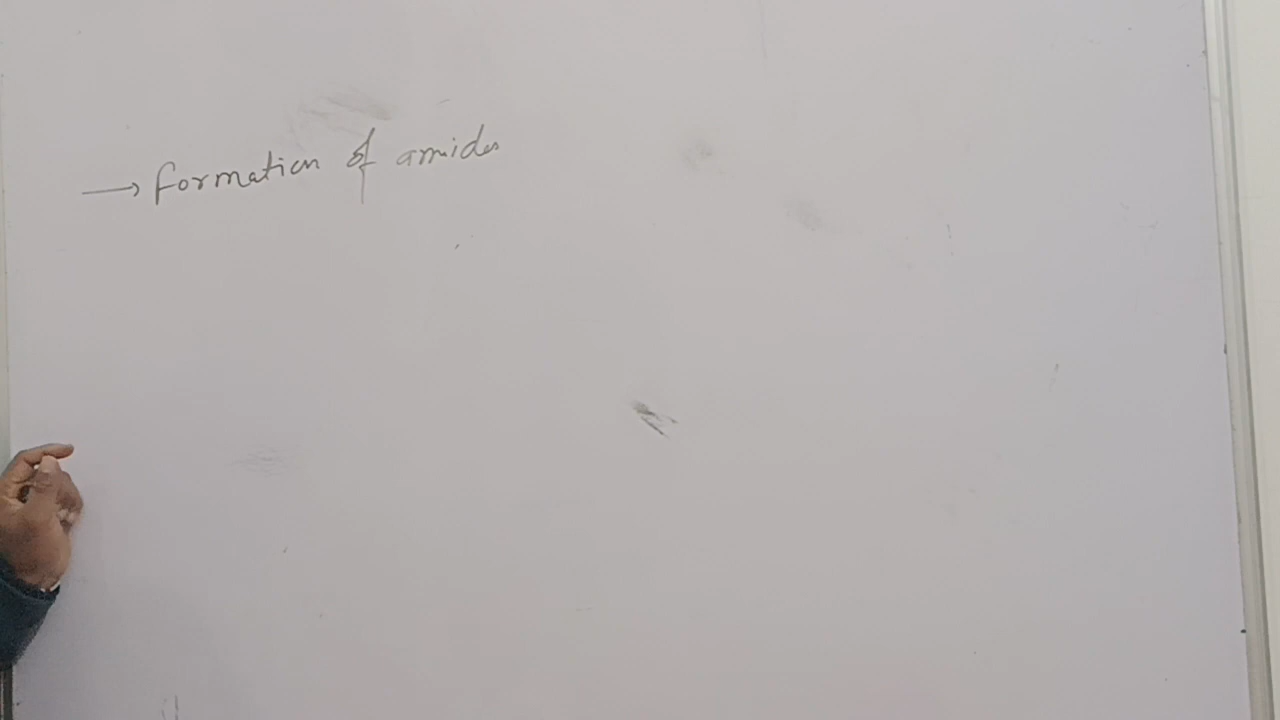 → Formation of amides